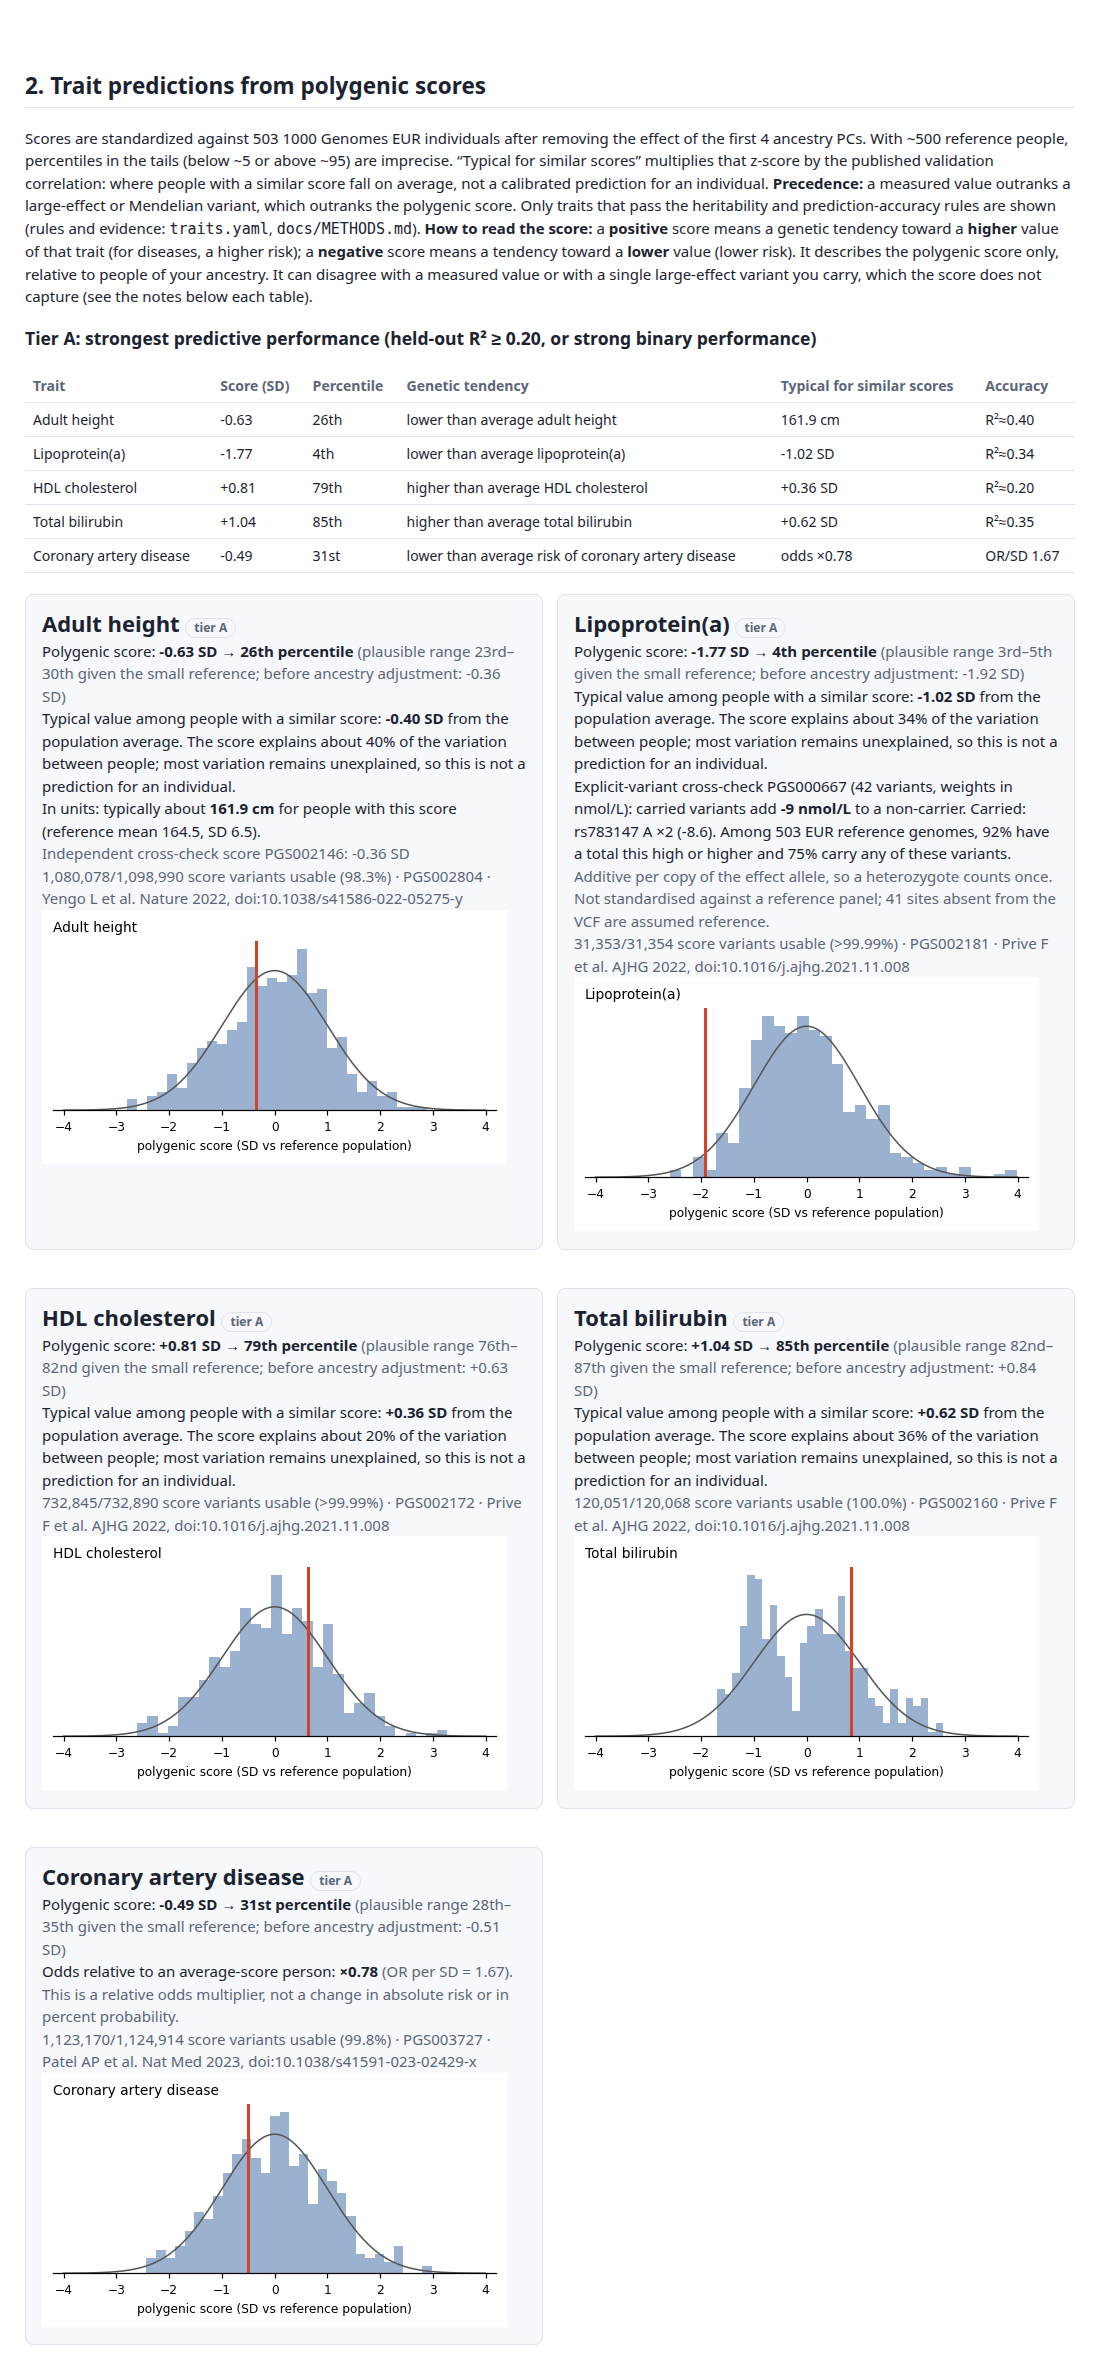 2. Trait predictions from polygenic scores
Scores are standardized against 503 1000 Genomes EUR individuals after removing the effect of the first 4 ancestry PCs. With ~500 reference people,
percentiles in the tails (below ~5 or above ~95) are imprecise. “Typical for similar scores” multiplies that z-score by the published validation
correlation: where people with a similar score fall on average, not a calibrated prediction for an individual. Precedence: a measured value outranks a
large-effect or Mendelian variant, which outranks the polygenic score. Only traits that pass the heritability and prediction-accuracy rules are shown
(rules and evidence: traits.yaml, docs/METHODS.md). How to read the score: a positive score means a genetic tendency toward a higher value
of that trait (for diseases, a higher risk); a negative score means a tendency toward a lower value (lower risk). It describes the polygenic score only,
relative to people of your ancestry. It can disagree with a measured value or with a single large-effect variant you carry, which the score does not
capture (see the notes below each table).
Tier A: strongest predictive performance (held-out R² ≥ 0.20, or strong binary performance)
Trait Score (SD) Percentile Genetic tendency Typical for similar scores Accuracy
Adult height -0.63 26th lower than average adult height 161.9 cm R²≈0.40
Lipoprotein(a) -1.77 4th lower than average lipoprotein(a) -1.02 SD R²≈0.34
HDL cholesterol +0.81 79th higher than average HDL cholesterol +0.36 SD R²≈0.20
Total bilirubin +1.04 85th higher than average total bilirubin +0.62 SD R²≈0.35
Coronary artery disease -0.49 31st lower than average risk of coronary artery disease odds ×0.78 OR/SD 1.67
Adult height tier A
Polygenic score: -0.63 SD → 26th percentile (plausible range 23rd–
30th given the small reference; before ancestry adjustment: -0.36
SD)
Typical value among people with a similar score: -0.40 SD from the
population average. The score explains about 40% of the variation
between people; most variation remains unexplained, so this is not a
prediction for an individual.
In units: typically about 161.9 cm for people with this score
(reference mean 164.5, SD 6.5).
Independent cross-check score PGS002146: -0.36 SD
1,080,078/1,098,990 score variants usable (98.3%) · PGS002804 ·
Yengo L et al. Nature 2022, doi:10.1038/s41586-022-05275-y
Adult height
−4 −3 −2 −1 0 1 2 3 4
polygenic score (SD vs reference population)
Lipoprotein(a) tier A
Polygenic score: -1.77 SD → 4th percentile (plausible range 3rd–5th
given the small reference; before ancestry adjustment: -1.92 SD)
Typical value among people with a similar score: -1.02 SD from the
population average. The score explains about 34% of the variation
between people; most variation remains unexplained, so this is not a
prediction for an individual.
Explicit-variant cross-check PGS000667 (42 variants, weights in
nmol/L): carried variants add -9 nmol/L to a non-carrier. Carried:
rs783147 A ×2 (-8.6). Among 503 EUR reference genomes, 92% have
a total this high or higher and 75% carry any of these variants.
Additive per copy of the effect allele, so a heterozygote counts once.
Not standardised against a reference panel; 41 sites absent from the
VCF are assumed reference.
31,353/31,354 score variants usable (>99.99%) · PGS002181 · Prive F
et al. AJHG 2022, doi:10.1016/j.ajhg.2021.11.008
Lipoprotein(a)
−4 −3 −2 −1 0 1 2 3 4
polygenic score (SD vs reference population)
HDL cholesterol tier A
Polygenic score: +0.81 SD → 79th percentile (plausible range 76th–
82nd given the small reference; before ancestry adjustment: +0.63
SD)
Typical value among people with a similar score: +0.36 SD from the
population average. The score explains about 20% of the variation
between people; most variation remains unexplained, so this is not a
prediction for an individual.
732,845/732,890 score variants usable (>99.99%) · PGS002172 · Prive
F et al. AJHG 2022, doi:10.1016/j.ajhg.2021.11.008
HDL cholesterol
−4 −3 −2 −1 0 1 2 3 4
polygenic score (SD vs reference population)
Total bilirubin tier A
Polygenic score: +1.04 SD → 85th percentile (plausible range 82nd–
87th given the small reference; before ancestry adjustment: +0.84
SD)
Typical value among people with a similar score: +0.62 SD from the
population average. The score explains about 36% of the variation
between people; most variation remains unexplained, so this is not a
prediction for an individual.
120,051/120,068 score variants usable (100.0%) · PGS002160 · Prive F
et al. AJHG 2022, doi:10.1016/j.ajhg.2021.11.008
Total bilirubin
−4 −3 −2 −1 0 1 2 3 4
polygenic score (SD vs reference population)
Coronary artery disease tier A
Polygenic score: -0.49 SD → 31st percentile (plausible range 28th–
35th given the small reference; before ancestry adjustment: -0.51
SD)
Odds relative to an average-score person: ×0.78 (OR per SD = 1.67).
This is a relative odds multiplier, not a change in absolute risk or in
percent probability.
1,123,170/1,124,914 score variants usable (99.8%) · PGS003727 ·
Patel AP et al. Nat Med 2023, doi:10.1038/s41591-023-02429-x
Coronary artery disease
−4 −3 −2 −1 0 1 2 3 4
polygenic score (SD vs reference population)